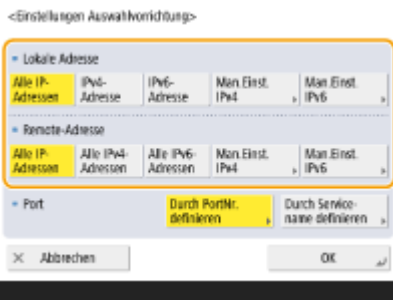 <Einstellungen Auswahlvorrichtung>
Lokale Adresse
Alle IP- IPv4- IPv6- Man.Einst. Man.Einst.
Adressen Adresse Adresse IPv4 IPv6
Remote-Adresse
Alle IP- Alle IPv4- Alle IPv6- Man.Einst. Man.Einst.
Adressen Adressen Adressen IPv4 IPv6
Port Durch PortNr. Durch Service-
definieren name definieren
Abbrechen OK